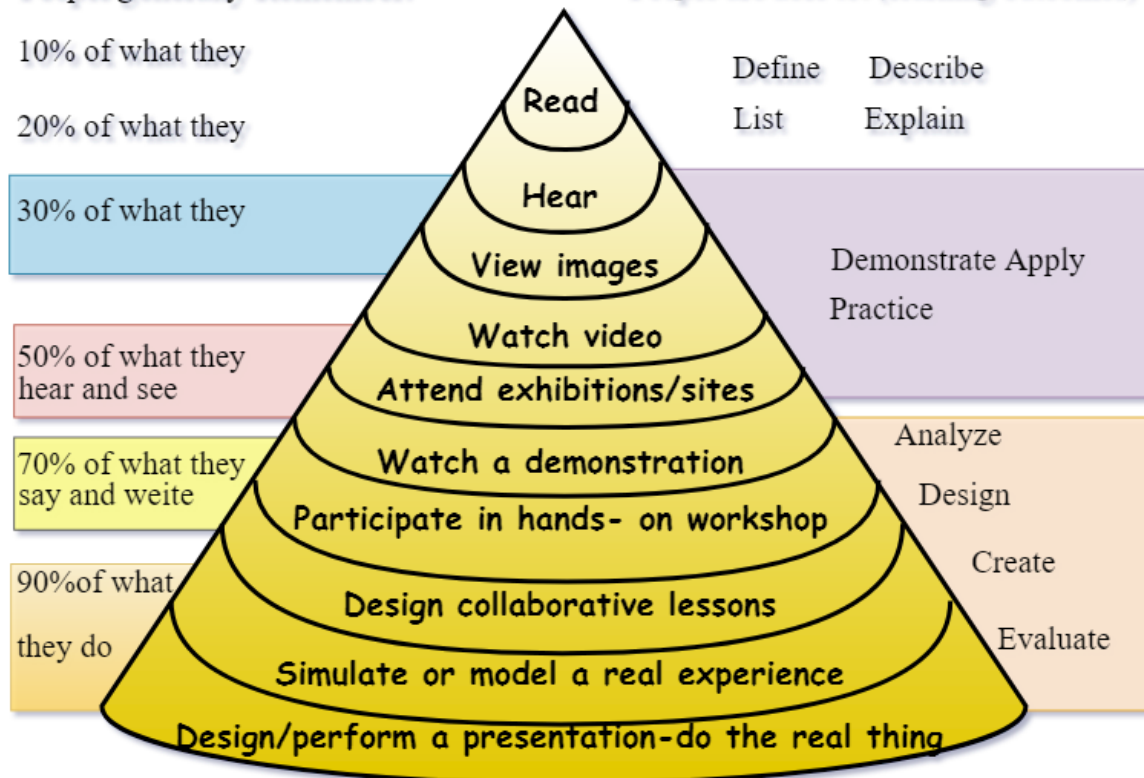 10% of what they
20% of what they
30% of what they
50% of what they
hear and see
70% of what they
say and weite
90%of what
they do
Read
Hear
View images
Watch video
Attend exhibitions/sites
Watch a demonstration
Participate in hands- on workshop
Design collaborative lessons
Simulate or model a real experience
Design/perform a presentation-do the real thing
Define Describe
List Explain
Demonstrate Apply
Practice
Analyze
Design
Create
Evaluate